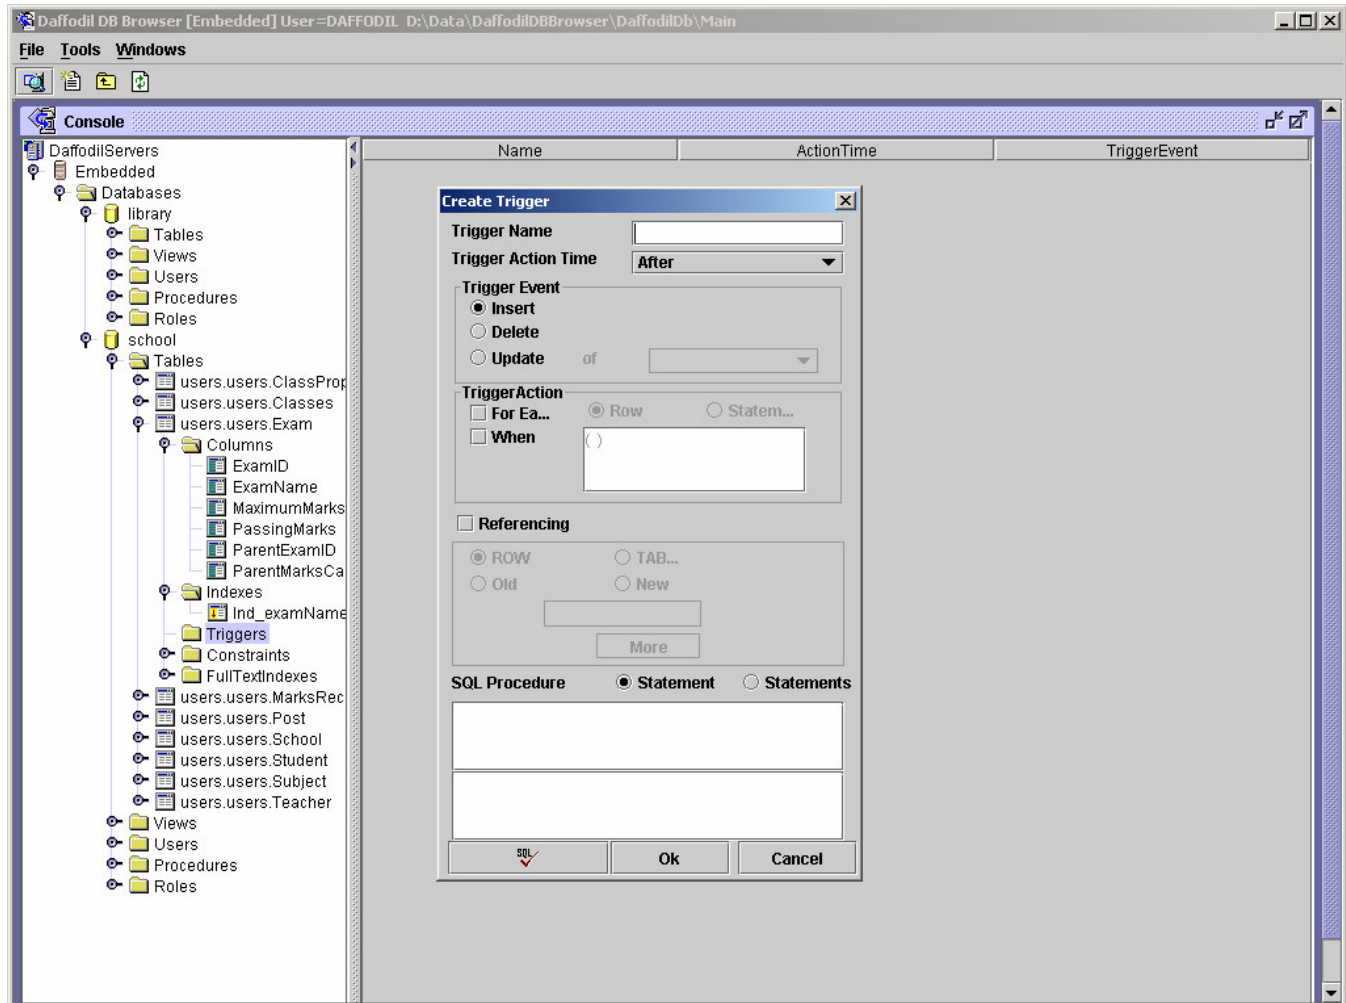 Daffodil DB Browser [Embedded] User=DAFFODIL D:\Data\DaffodilDBBrowser\DaffodilDb\Main
File Tools Windows
Console
DaffodilServers
Embedded
Databases
library
Tables
Views
Users
Procedures
Roles
school
Tables
users.users.ClassProp
users.users.Classes
users.users.Exam
Columns
ExamID
ExamName
MaximumMarks
PassingMarks
ParentExamID
ParentMarksCa
Indexes
Ind_examName
Triggers
Constraints
FullTextIndexes
users.users.MarksRec
users.users.Post
users.users.School
users.users.Student
users.users.Subject
users.users.Teacher
Views
Users
Procedures
Roles
Name ActionTime TriggerEvent
Create Trigger
Trigger Name
Trigger Action Time After
Trigger Event
Insert
Delete
Update of
TriggerAction
For Ea... Row Statem...
When ( )
Referencing
ROW TAB...
Old New
More
SQL Procedure Statement Statements
SQL Ok Cancel